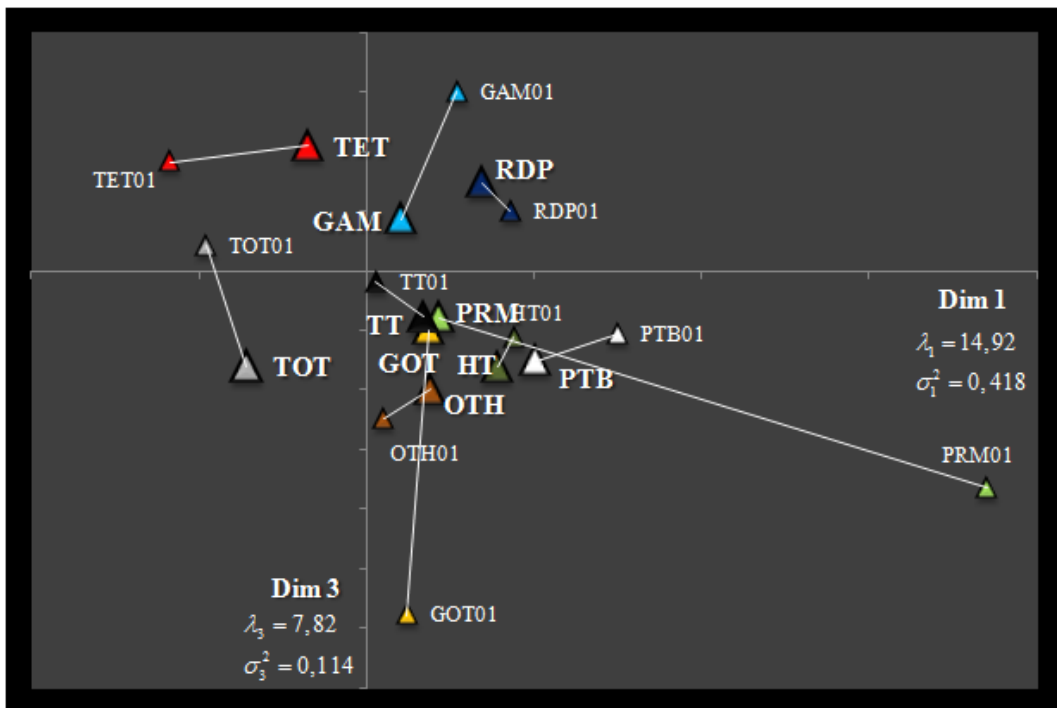 GAM01
TET
RDP
TET01
GAM
RDP01
TOT01
TT01
Dim 1
PRM
HT01
TT
PTB01
λ₁ = 14,92
GOT
HT
PTB
TOT
σ₁² = 0,418
OTH
OTH01
PRM01
Dim 3
GOT01
λ₃ = 7,82
σ₃² = 0,114